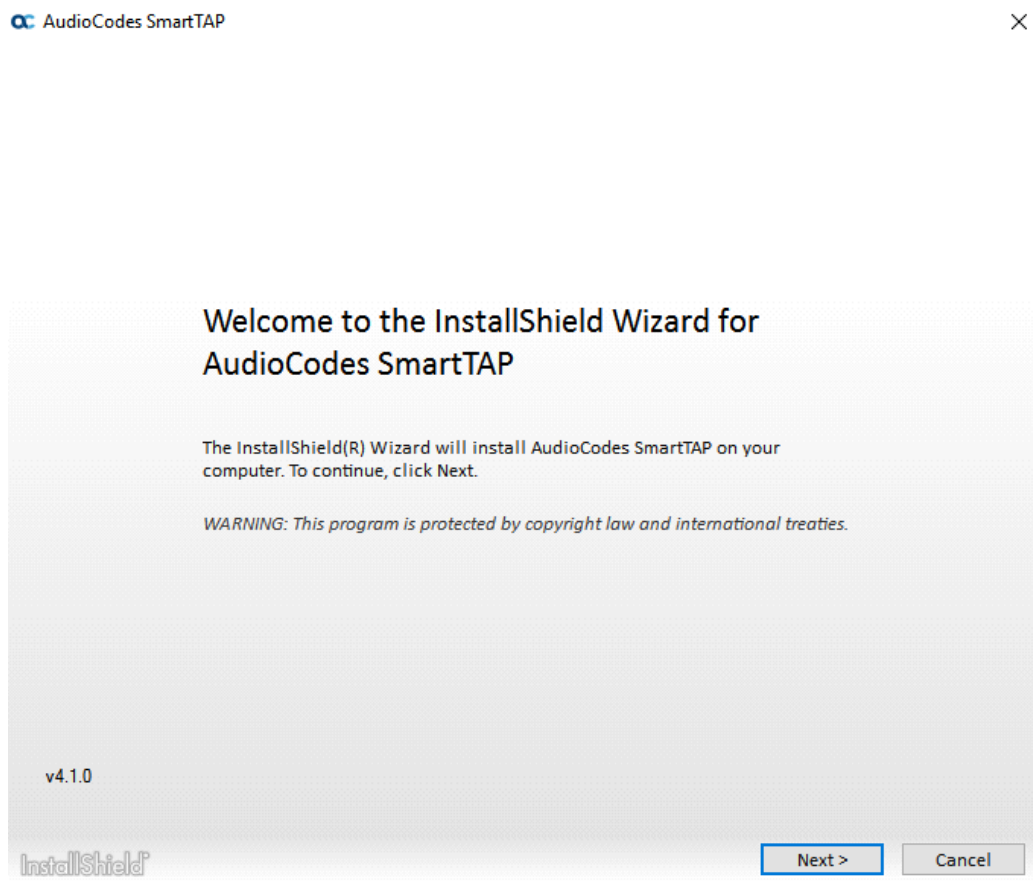 AudioCodes SmartTAP
Welcome to the InstallShield Wizard for
AudioCodes SmartTAP
The InstallShield(R) Wizard will install AudioCodes SmartTAP on your
computer. To continue, click Next.
WARNING: This program is protected by copyright law and international treaties.
v4.1.0
InstallShield
Next >
Cancel